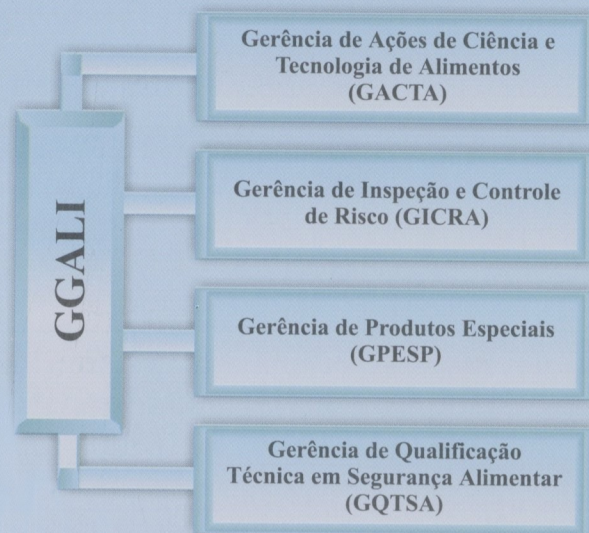 GGALI
Gerência de Ações de Ciência e
Tecnologia de Alimentos
(GACTA)
Gerência de Inspeção e Controle
de Risco (GICRA)
Gerência de Produtos Especiais
(GPESP)
Gerência de Qualificação
Técnica em Segurança Alimentar
(GQTSA)